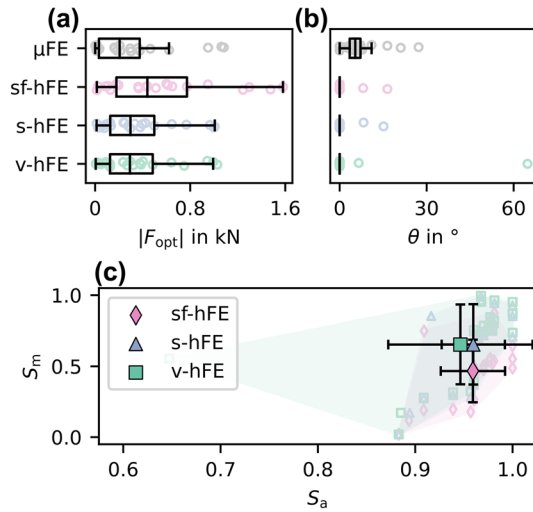 (a)
(b)
µFE
sf-hFE
s-hFE
v-hFE
0 0.8 1.6
0 30 60
|F_opt| in kN
θ in °
(c)
1.0
0.5
0.0
S_m
sf-hFE
s-hFE
v-hFE
0.6 0.7 0.8 0.9 1.0
S_a